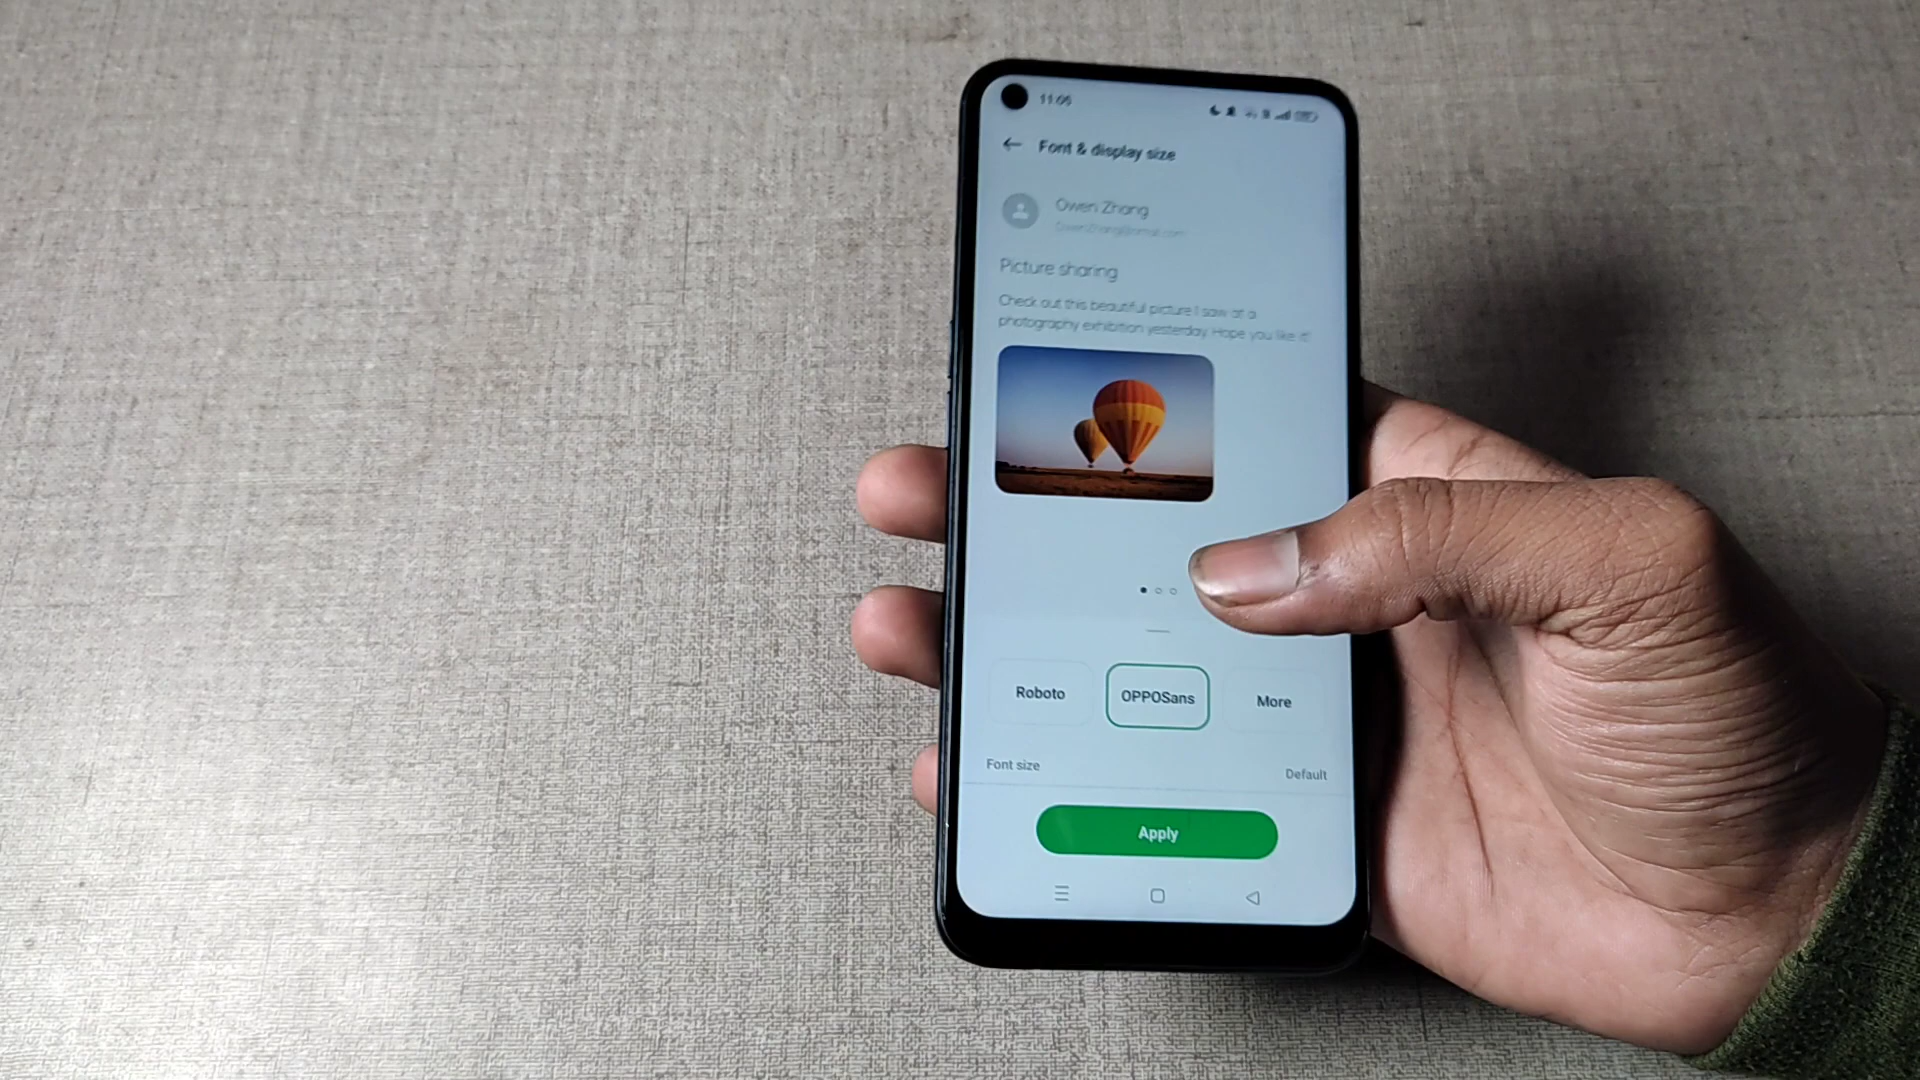 11:06
Font & display size
Owen Zhang
Picture sharing
Check out this beautiful picture I saw at a
photography exhibition yesterday. Hope you like it!
Roboto
OPPOSans
More
Font size
Default
Apply